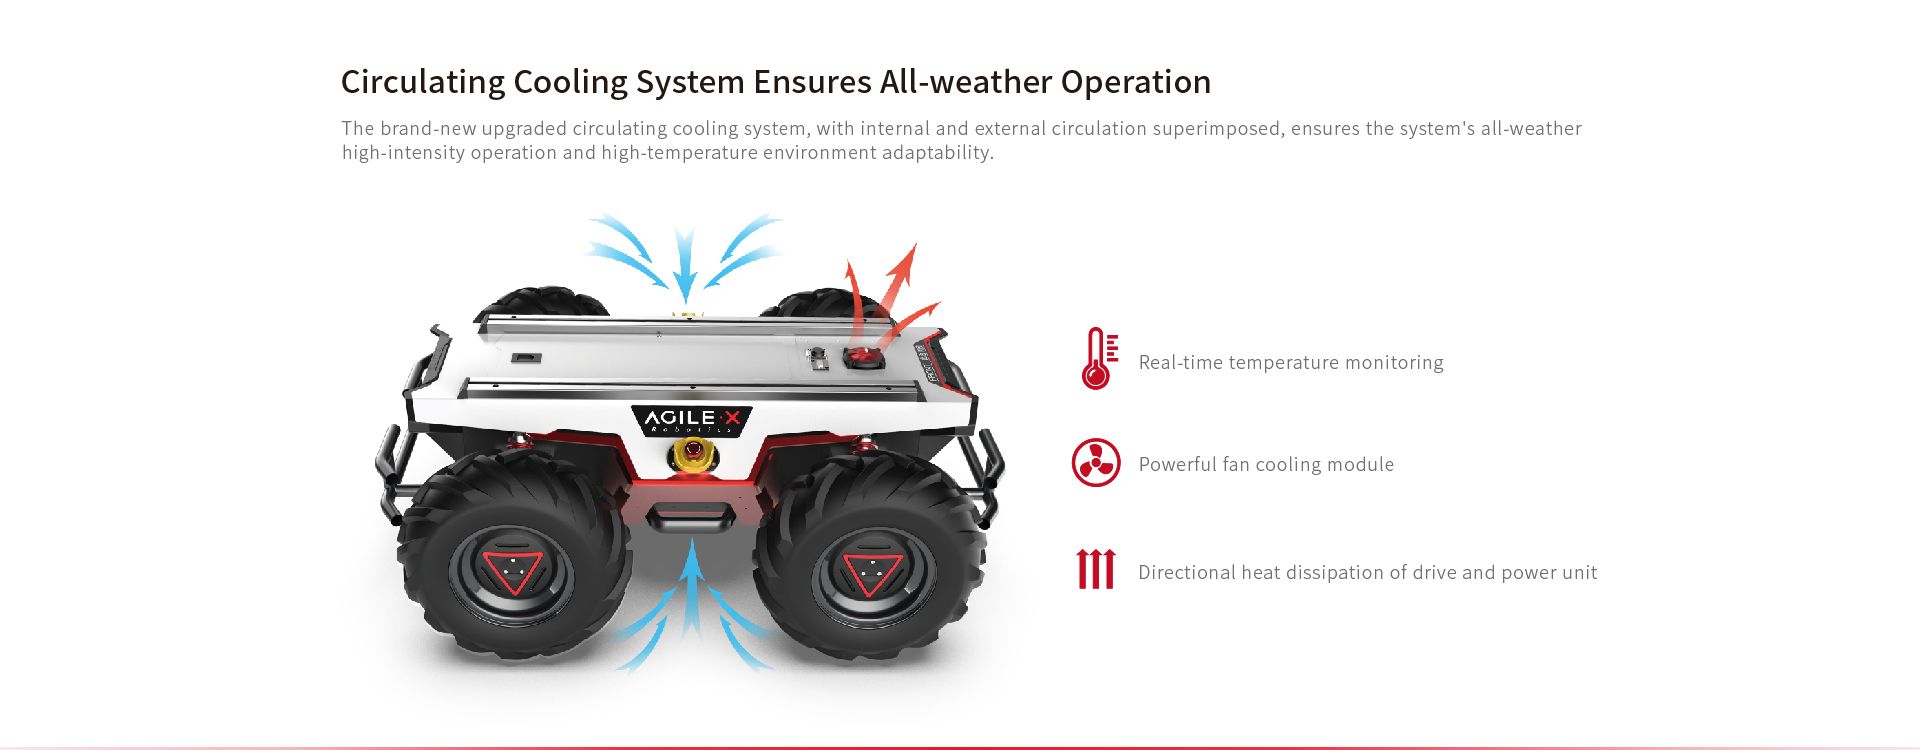 Circulating Cooling System Ensures All-weather Operation
The brand-new upgraded circulating cooling system, with internal and external circulation superimposed, ensures the system's all-weather
high-intensity operation and high-temperature environment adaptability.
AGILE·X
Robotics
Real-time temperature monitoring
Powerful fan cooling module
Directional heat dissipation of drive and power unit